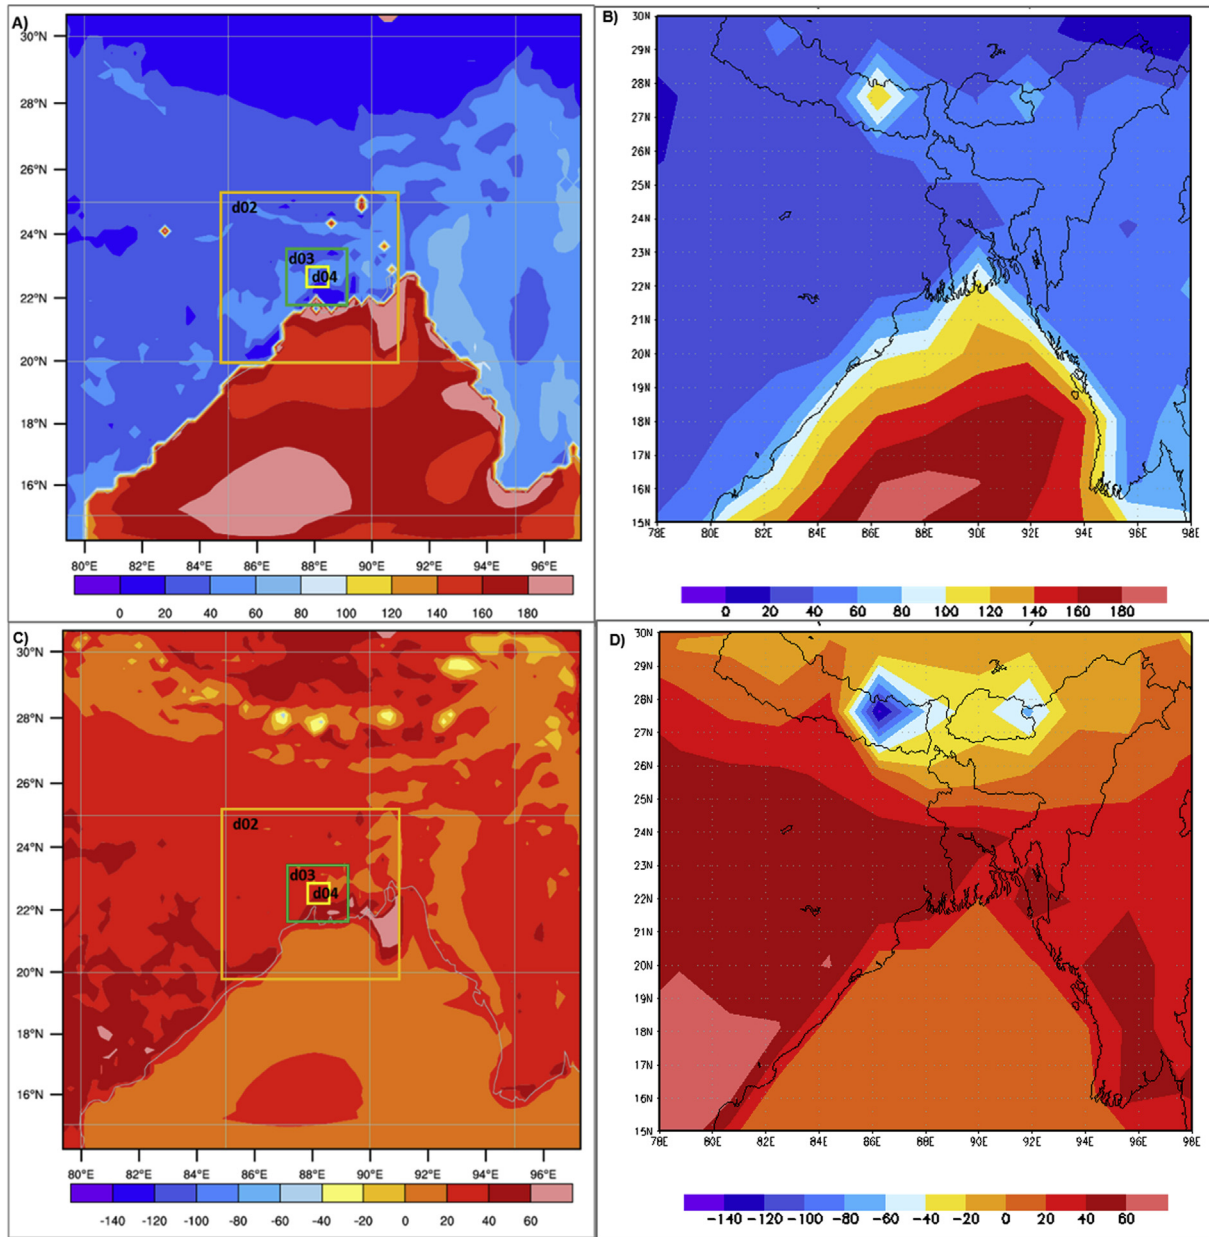 A)
30°N
28°N
26°N
24°N
22°N
20°N
18°N
16°N
d02
d03
d04
80°E 82°E 84°E 86°E 88°E 90°E 92°E 94°E 96°E
0 20 40 60 80 100 120 140 160 180
B)
30N
29N
28N
27N
26N
25N
24N
23N
22N
21N
20N
19N
18N
17N
16N
15N
78E 80E 82E 84E 86E 88E 90E 92E 94E 96E 98E
0 20 40 60 80 100 120 140 160 180
C)
30°N
28°N
26°N
24°N
22°N
20°N
18°N
16°N
d02
d03
d04
80°E 82°E 84°E 86°E 88°E 90°E 92°E 94°E 96°E
-140 -120 -100 -80 -60 -40 -20 0 20 40 60
D)
30N
29N
28N
27N
26N
25N
24N
23N
22N
21N
20N
19N
18N
17N
16N
15N
78E 80E 82E 84E 86E 88E 90E 92E 94E 96E 98E
-140 -120 -100 -80 -60 -40 -20 0 20 40 60